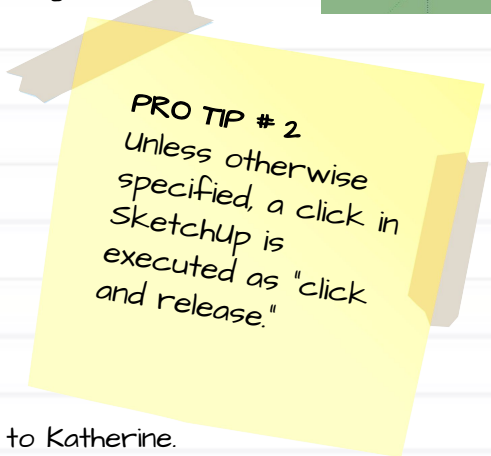 PRO TIP # 2
Unless otherwise
specified, a click in
SketchUp is
executed as "click
and release."
to Katherine.